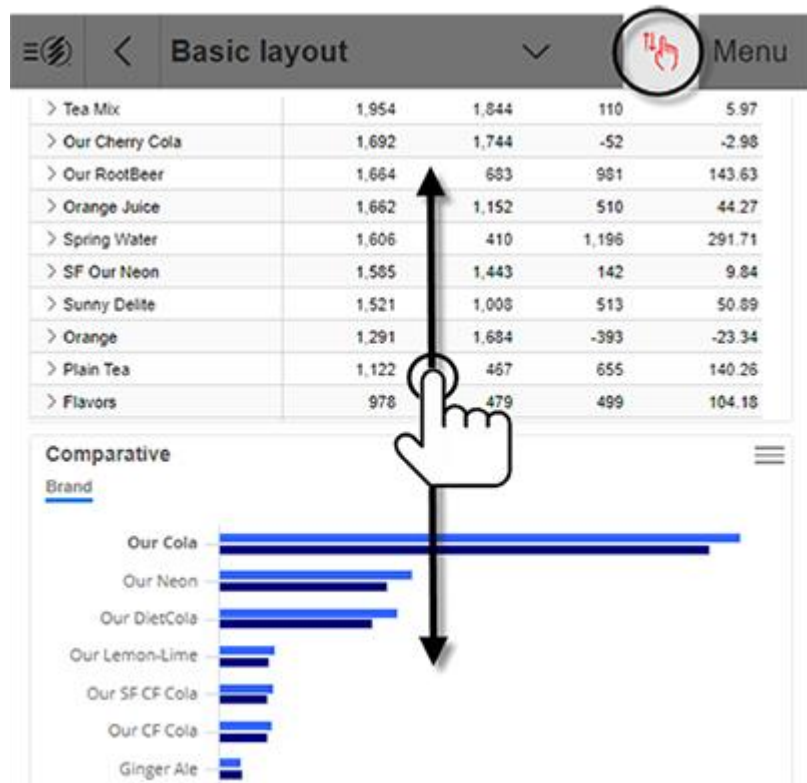 Basic layout Menu
> Tea Mix 1,954 1,844 110 5.97
> Our Cherry Cola 1,692 1,744 -52 -2.98
> Our RootBeer 1,664 683 981 143.63
> Orange Juice 1,662 1,152 510 44.27
> Spring Water 1,606 410 1,196 291.71
> SF Our Neon 1,585 1,443 142 9.84
> Sunny Delite 1,521 1,008 513 50.89
> Orange 1,291 1,684 -393 -23.34
> Plain Tea 1,122 467 655 140.26
> Flavors 978 479 499 104.18
Comparative
Brand
Our Cola
Our Neon
Our DietCola
Our Lemon-Lime
Our SF CF Cola
Our CF Cola
Ginger Ale